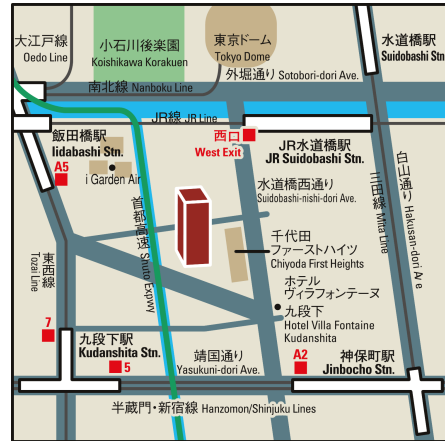 大江戸線
Oedo Line
小石川後楽園
Koishikawa Korakuen
東京ドーム
Tokyo Dome
水道橋駅
Suidobashi Stn.
外堀通り Sotobori-dori Ave.
南北線 Nanboku Line
JR線 JR Line
飯田橋駅
Iidabashi Stn.
A5
i Garden Air
西口
West Exit
JR水道橋駅
JR Suidobashi Stn.
水道橋西通り
Suidobashi-nishi-dori Ave.
白山通り Hakusan-dori Ave
三田線 Mita Line
首都高速 Shuto Expwy
千代田
ファーストハイツ
Chiyoda First Heights
東西線
Tozai Line
ホテル
ヴィラフォンテーヌ
九段下
Hotel Villa Fontaine
Kudanshita
7
九段下駅
Kudanshita Stn.
5
靖国通り
Yasukuni-dori Ave.
A2
神保町駅
Jinbocho Stn.
半蔵門・新宿線 Hanzomon/Shinjuku Lines